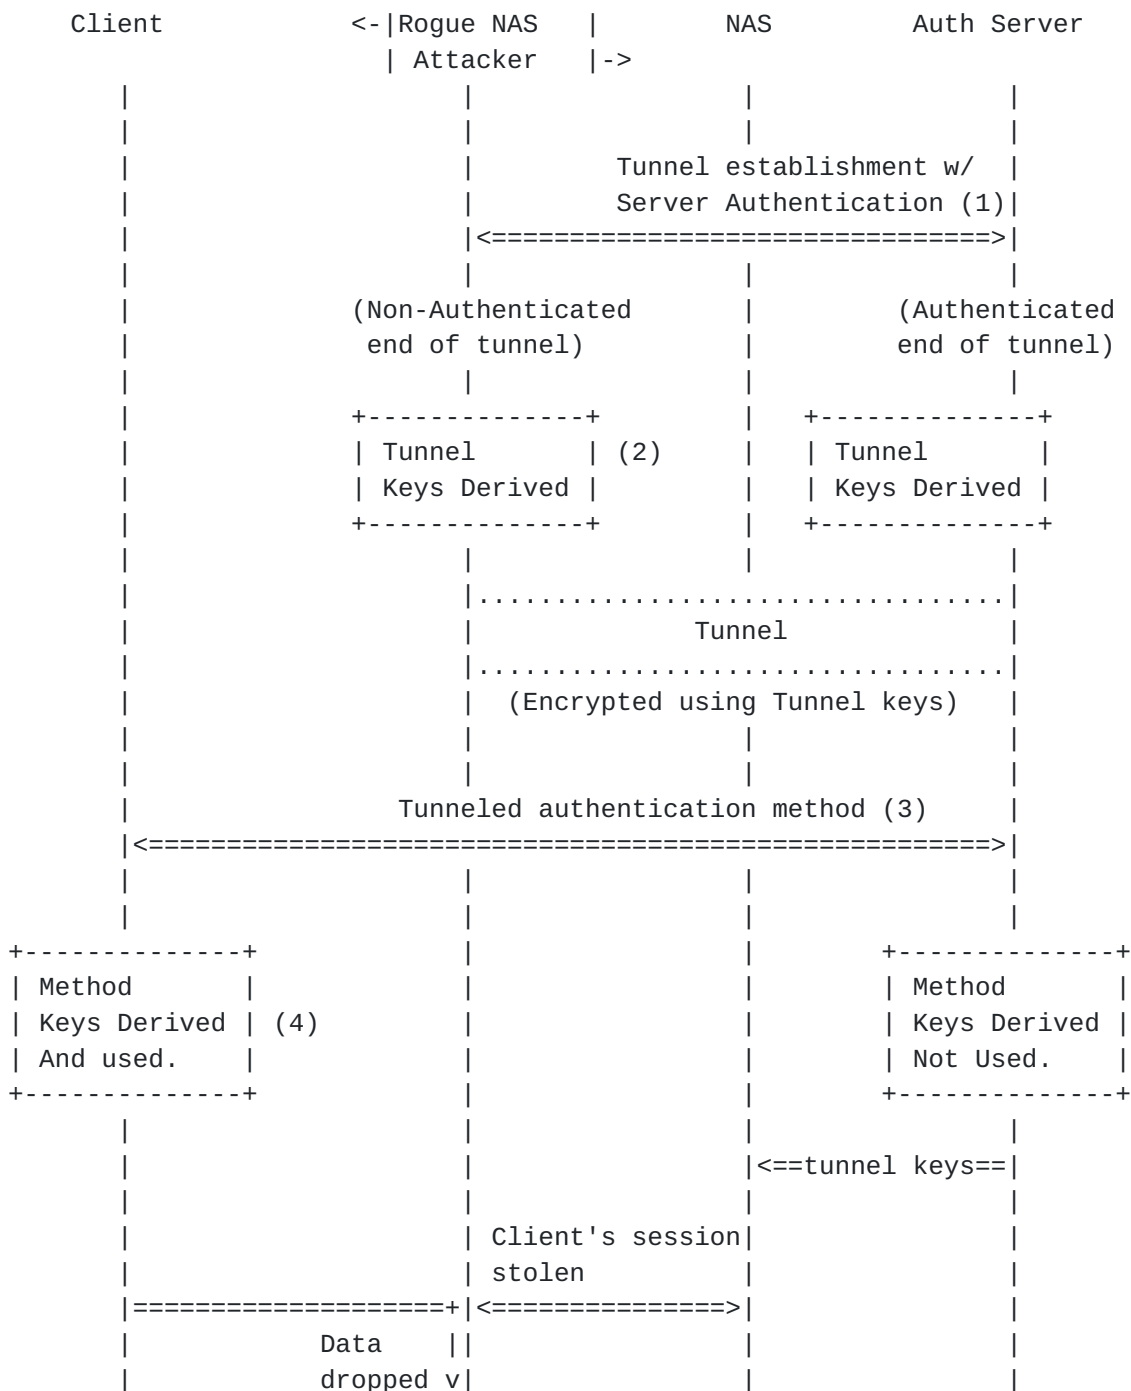 Client            <-|Rogue NAS   |        NAS         Auth Server
| Attacker   |->
Tunnel establishment w/
Server Authentication (1)
<================================>
(Non-Authenticated                 (Authenticated
end of tunnel)                    end of tunnel)
+--------------+             +--------------+
| Tunnel       | (2)         | Tunnel       |
| Keys Derived |             | Keys Derived |
+--------------+             +--------------+
..................................
Tunnel
..................................
(Encrypted using Tunnel keys)
Tunneled authentication method (3)
<======================================================>
+--------------+                                        +--------------+
| Method       |                                        | Method       |
| Keys Derived | (4)                                    | Keys Derived |
| And used.    |                                        | Not Used.    |
+--------------+                                        +--------------+
<==tunnel keys==
Client's session
stolen
====================+|<===============>
Data    ||
dropped v|